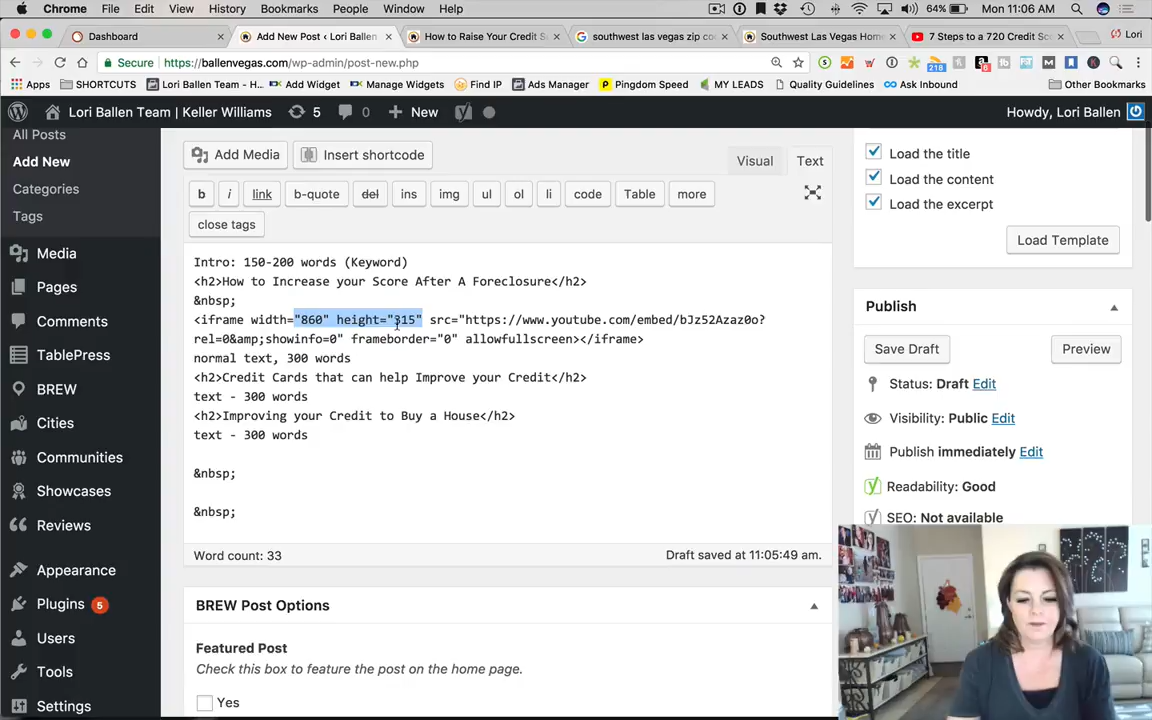 Chrome File Edit View History Bookmarks People Window Help 64% Mon 11:06 AM
Dashboard × Add New Post ‹ Lori Ballen × How to Raise Your Credit S × southwest las vegas zip co × Southwest Las Vegas Home × 7 Steps to a 720 Credit Sc × Lori
Secure https://ballenvegas.com/wp-admin/post-new.php 218
Apps SHORTCUTS Lori Ballen Team - H... Add Widget Manage Widgets Find IP Ads Manager Pingdom Speed MY LEADS Quality Guidelines Ask Inbound Other Bookmarks
Lori Ballen Team | Keller Williams 5 0 New Howdy, Lori Ballen
All Posts
Add New
Categories
Tags
Media
Pages
Comments
TablePress
BREW
Cities
Communities
Showcases
Reviews
Appearance
Plugins 5
Users
Tools
Settings
Add Media Insert shortcode Visual Text
b i link b-quote del ins img ul ol li code Table more
close tags
Intro: 150-200 words (Keyword)
<h2>How to Increase your Score After A Foreclosure</h2>
&nbsp;
<iframe width="860" height="315" src="https://www.youtube.com/embed/bJz52Azaz0o?
rel=0&amp;showinfo=0" frameborder="0" allowfullscreen></iframe>
normal text, 300 words
<h2>Credit Cards that can help Improve your Credit</h2>
text - 300 words
<h2>Improving your Credit to Buy a House</h2>
text - 300 words
&nbsp;
&nbsp;
Word count: 33 Draft saved at 11:05:49 am.
BREW Post Options
Featured Post
Check this box to feature the post on the home page.
Yes
Load the title
Load the content
Load the excerpt
Load Template
Publish
Save Draft Preview
Status: Draft Edit
Visibility: Public Edit
Publish immediately Edit
Readability: Good
SEO: Not available